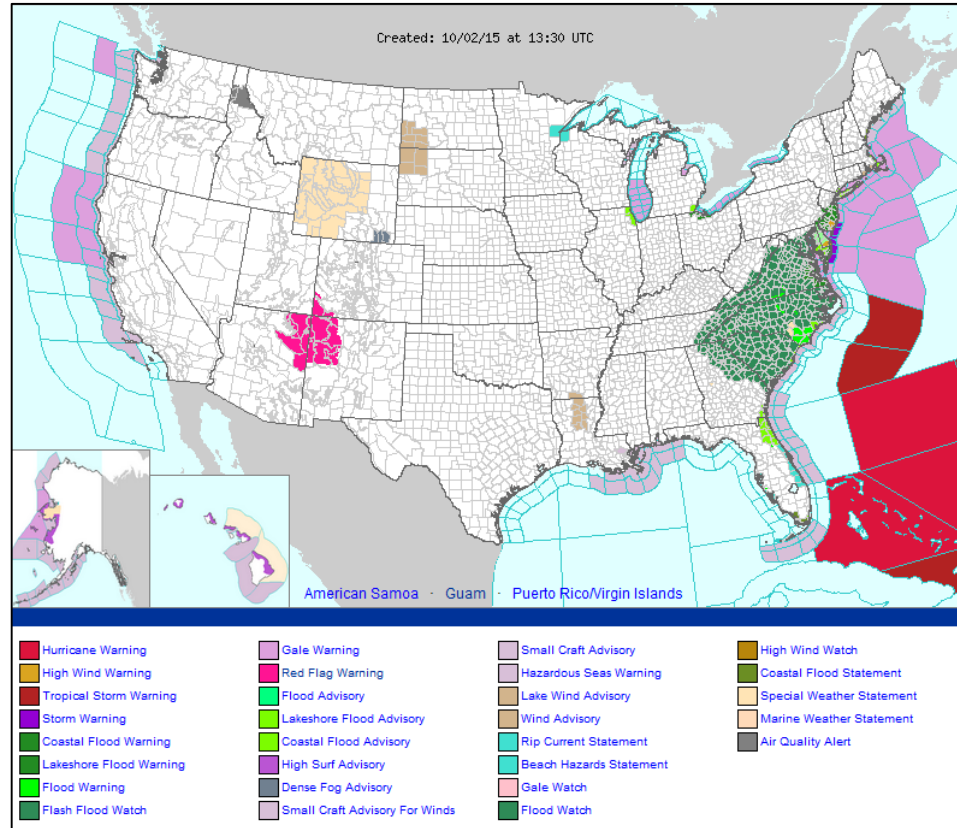 Created: 10/02/15 at 13:30 UTC
American Samoa · Guam · Puerto Rico/Virgin Islands
Hurricane Warning
High Wind Warning
Tropical Storm Warning
Storm Warning
Coastal Flood Warning
Lakeshore Flood Warning
Flood Warning
Flash Flood Watch
Gale Warning
Red Flag Warning
Flood Advisory
Lakeshore Flood Advisory
Coastal Flood Advisory
High Surf Advisory
Dense Fog Advisory
Small Craft Advisory For Winds
Small Craft Advisory
Hazardous Seas Warning
Lake Wind Advisory
Wind Advisory
Rip Current Statement
Beach Hazards Statement
Gale Watch
Flood Watch
High Wind Watch
Coastal Flood Statement
Special Weather Statement
Marine Weather Statement
Air Quality Alert